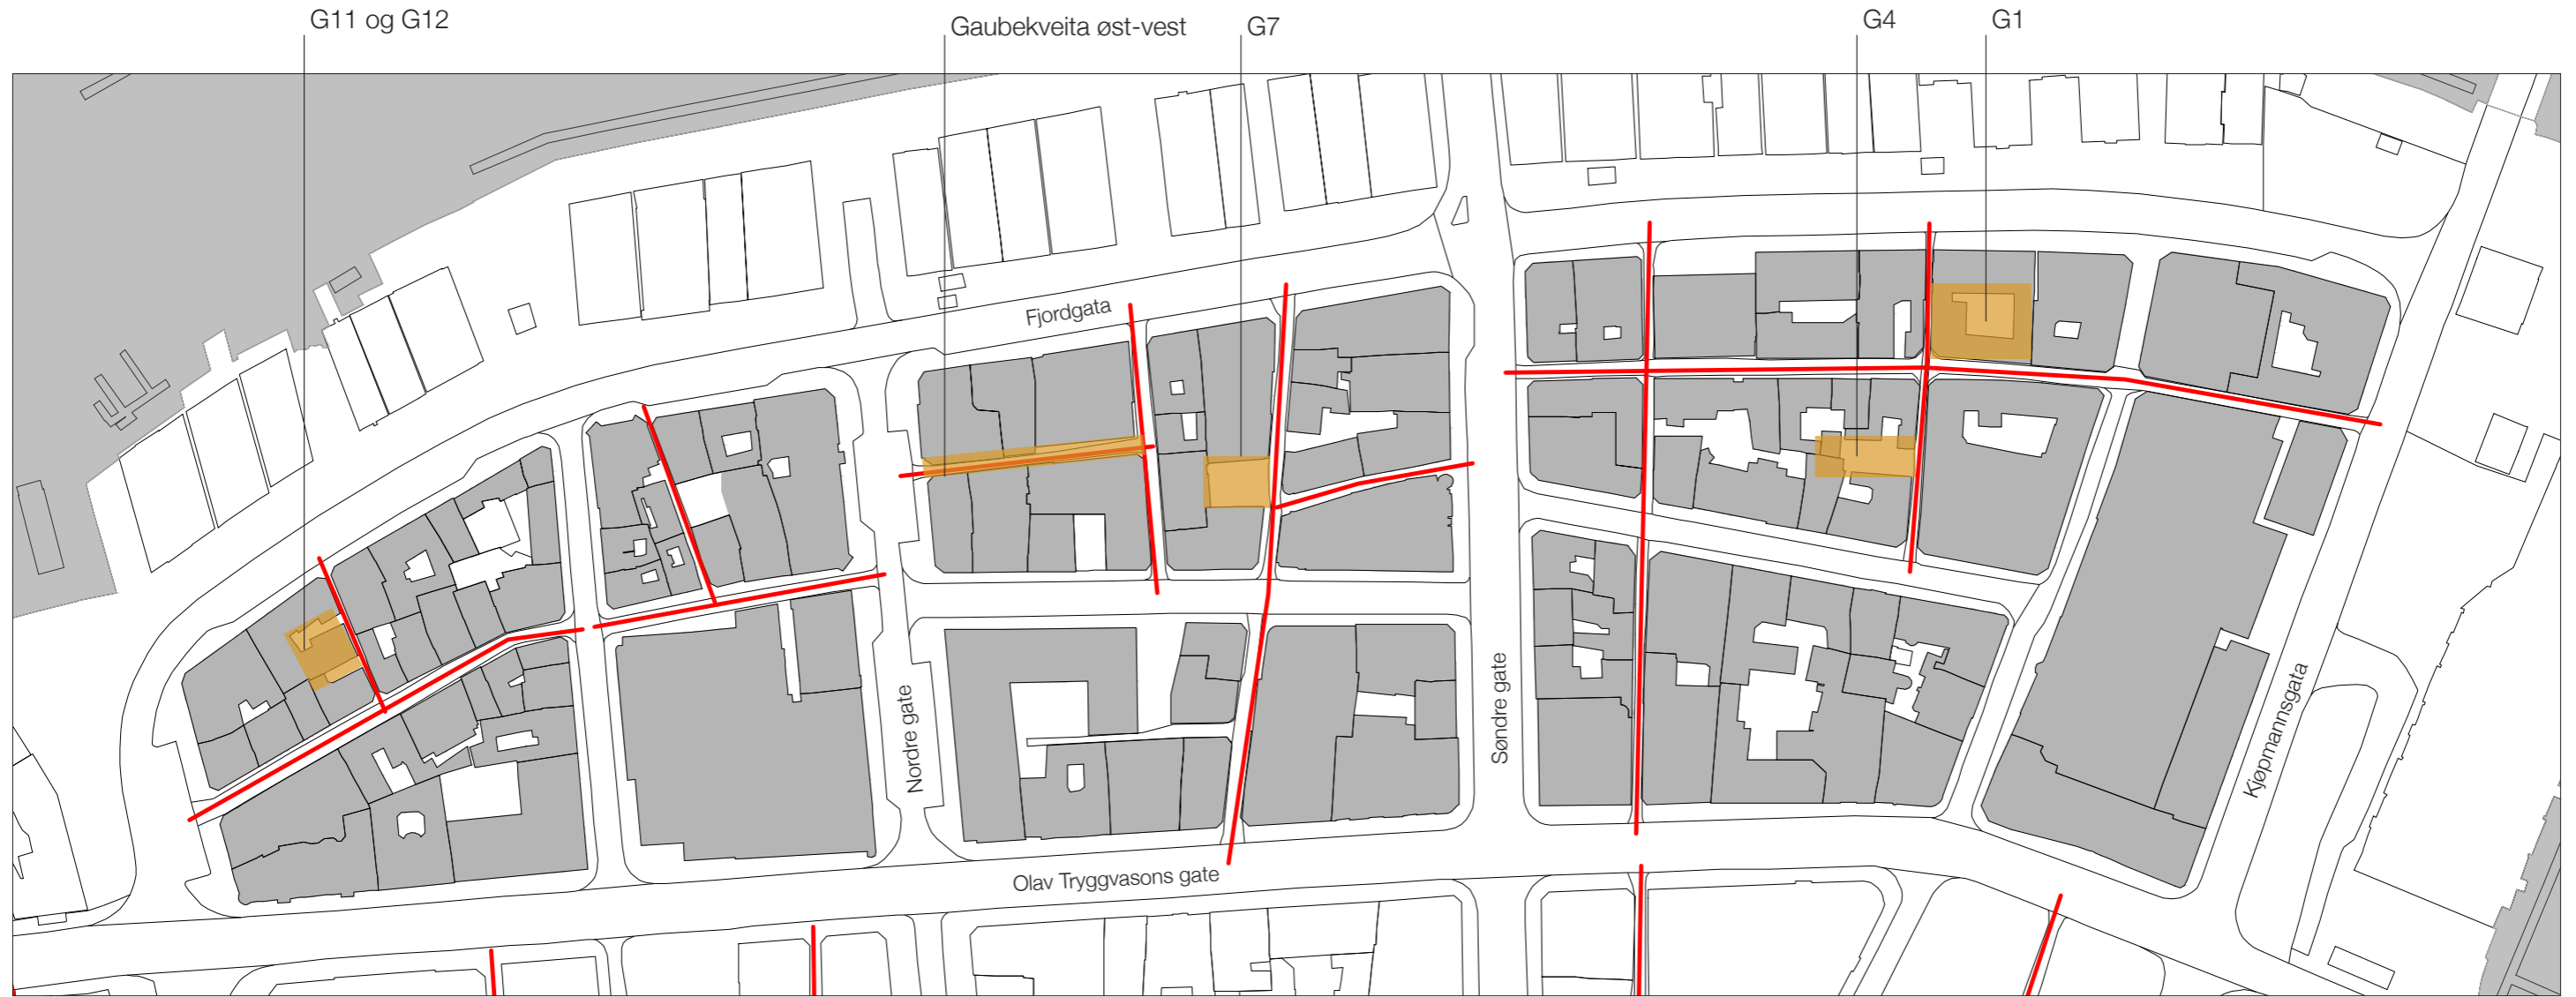 G11 og G12
Gaubekveita øst-vest
G7
G4
G1
Fjordgata
Nordre gate
Søndre gate
Kjøpmannsgata
Olav Tryggvasons gate